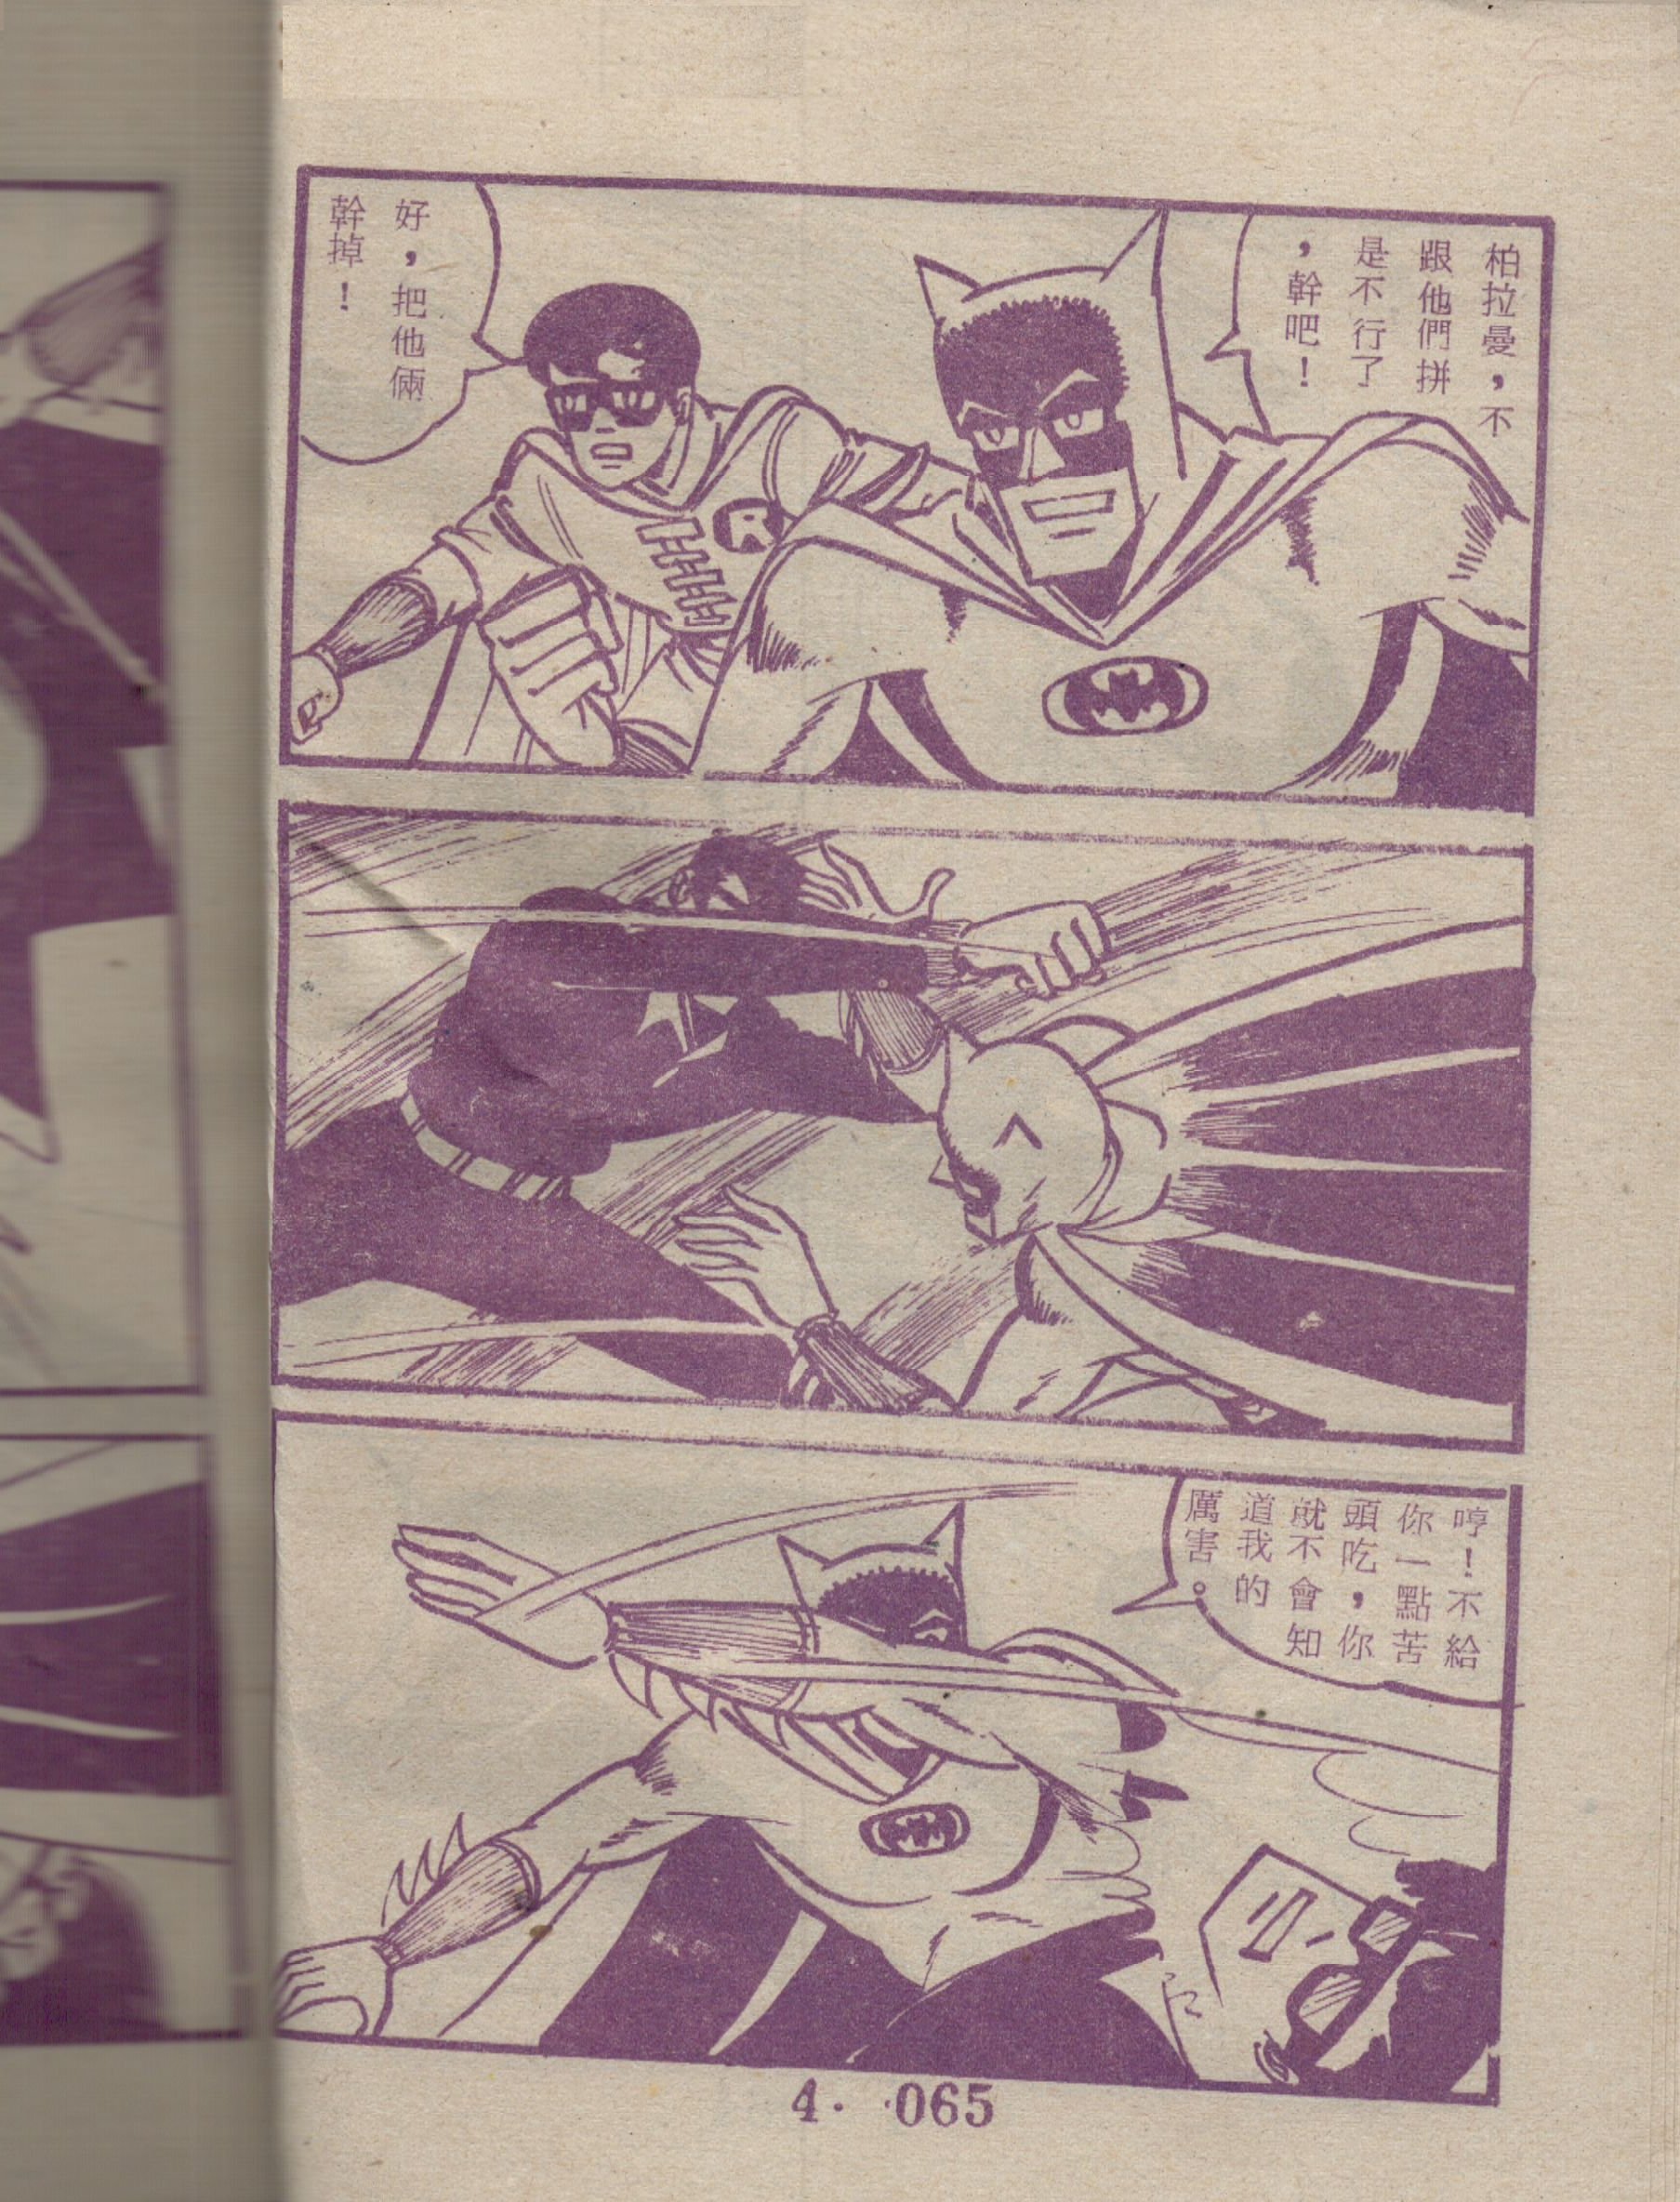 柏拉曼，不
跟他們拼
是不行了
，幹吧！
好，把他倆
幹掉！
R
哼！不給
你一點苦
頭吃，你
就不會知
道我的
厲害。
4. 065